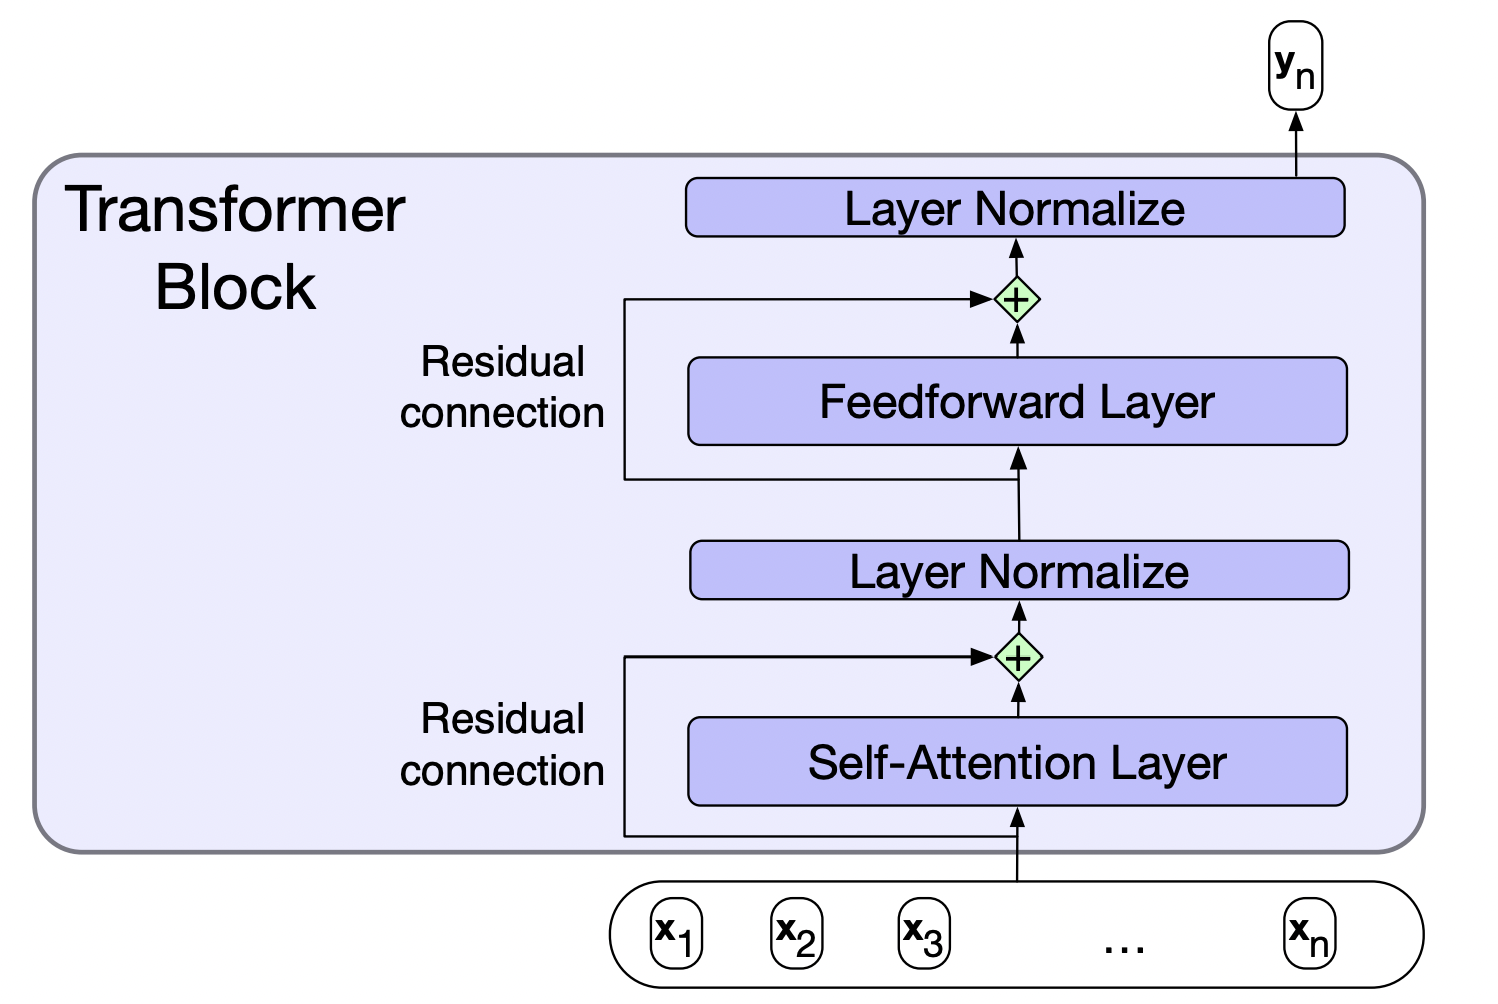 yn
Transformer
Block
Layer Normalize
+
Residual
connection
Feedforward Layer
Layer Normalize
+
Residual
connection
Self-Attention Layer
x1 x2 x3 ... xn